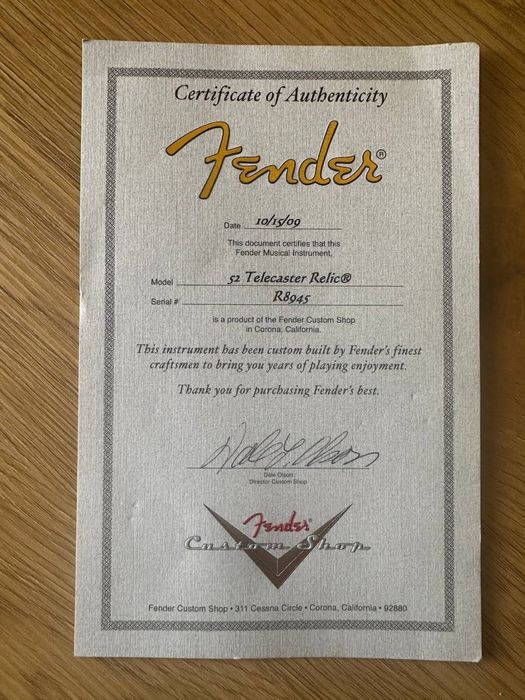 Certificate of Authenticity
Fender®
Date 10/15/09
This document certifies that this
Fender Musical Instrument,
Model 52 Telecaster Relic®
Serial # R8945
is a product of the Fender Custom Shop
in Corona, California.
This instrument has been custom built by Fender's finest
craftsmen to bring you years of playing enjoyment.
Thank you for purchasing Fender's best.
Dale Olson
Director Custom Shop
Fender
Custom Shop
Fender Custom Shop • 311 Cessna Circle • Corona, California • 92880